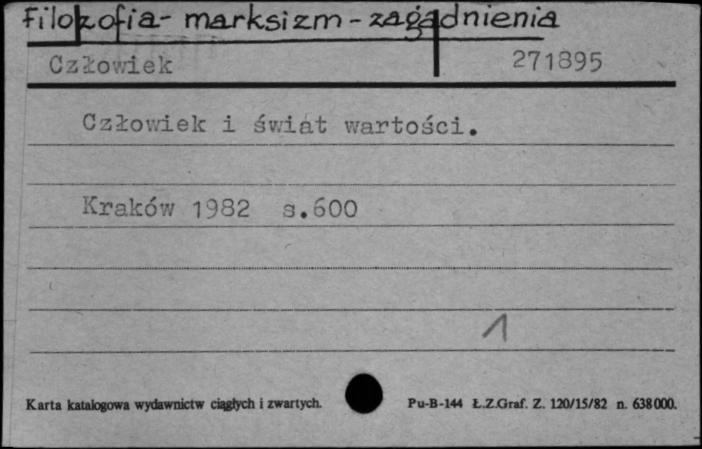 Filozofia- marksizm - zagadnienia
Człowiek 271895
Człowiek i świat wartości.
Kraków 1982 s.600
1
Karta katalogowa wydawnictw ciągłych i zwartych. Pu-B-144 Ł.Z.Graf. Z. 120/15/82 n. 638000.